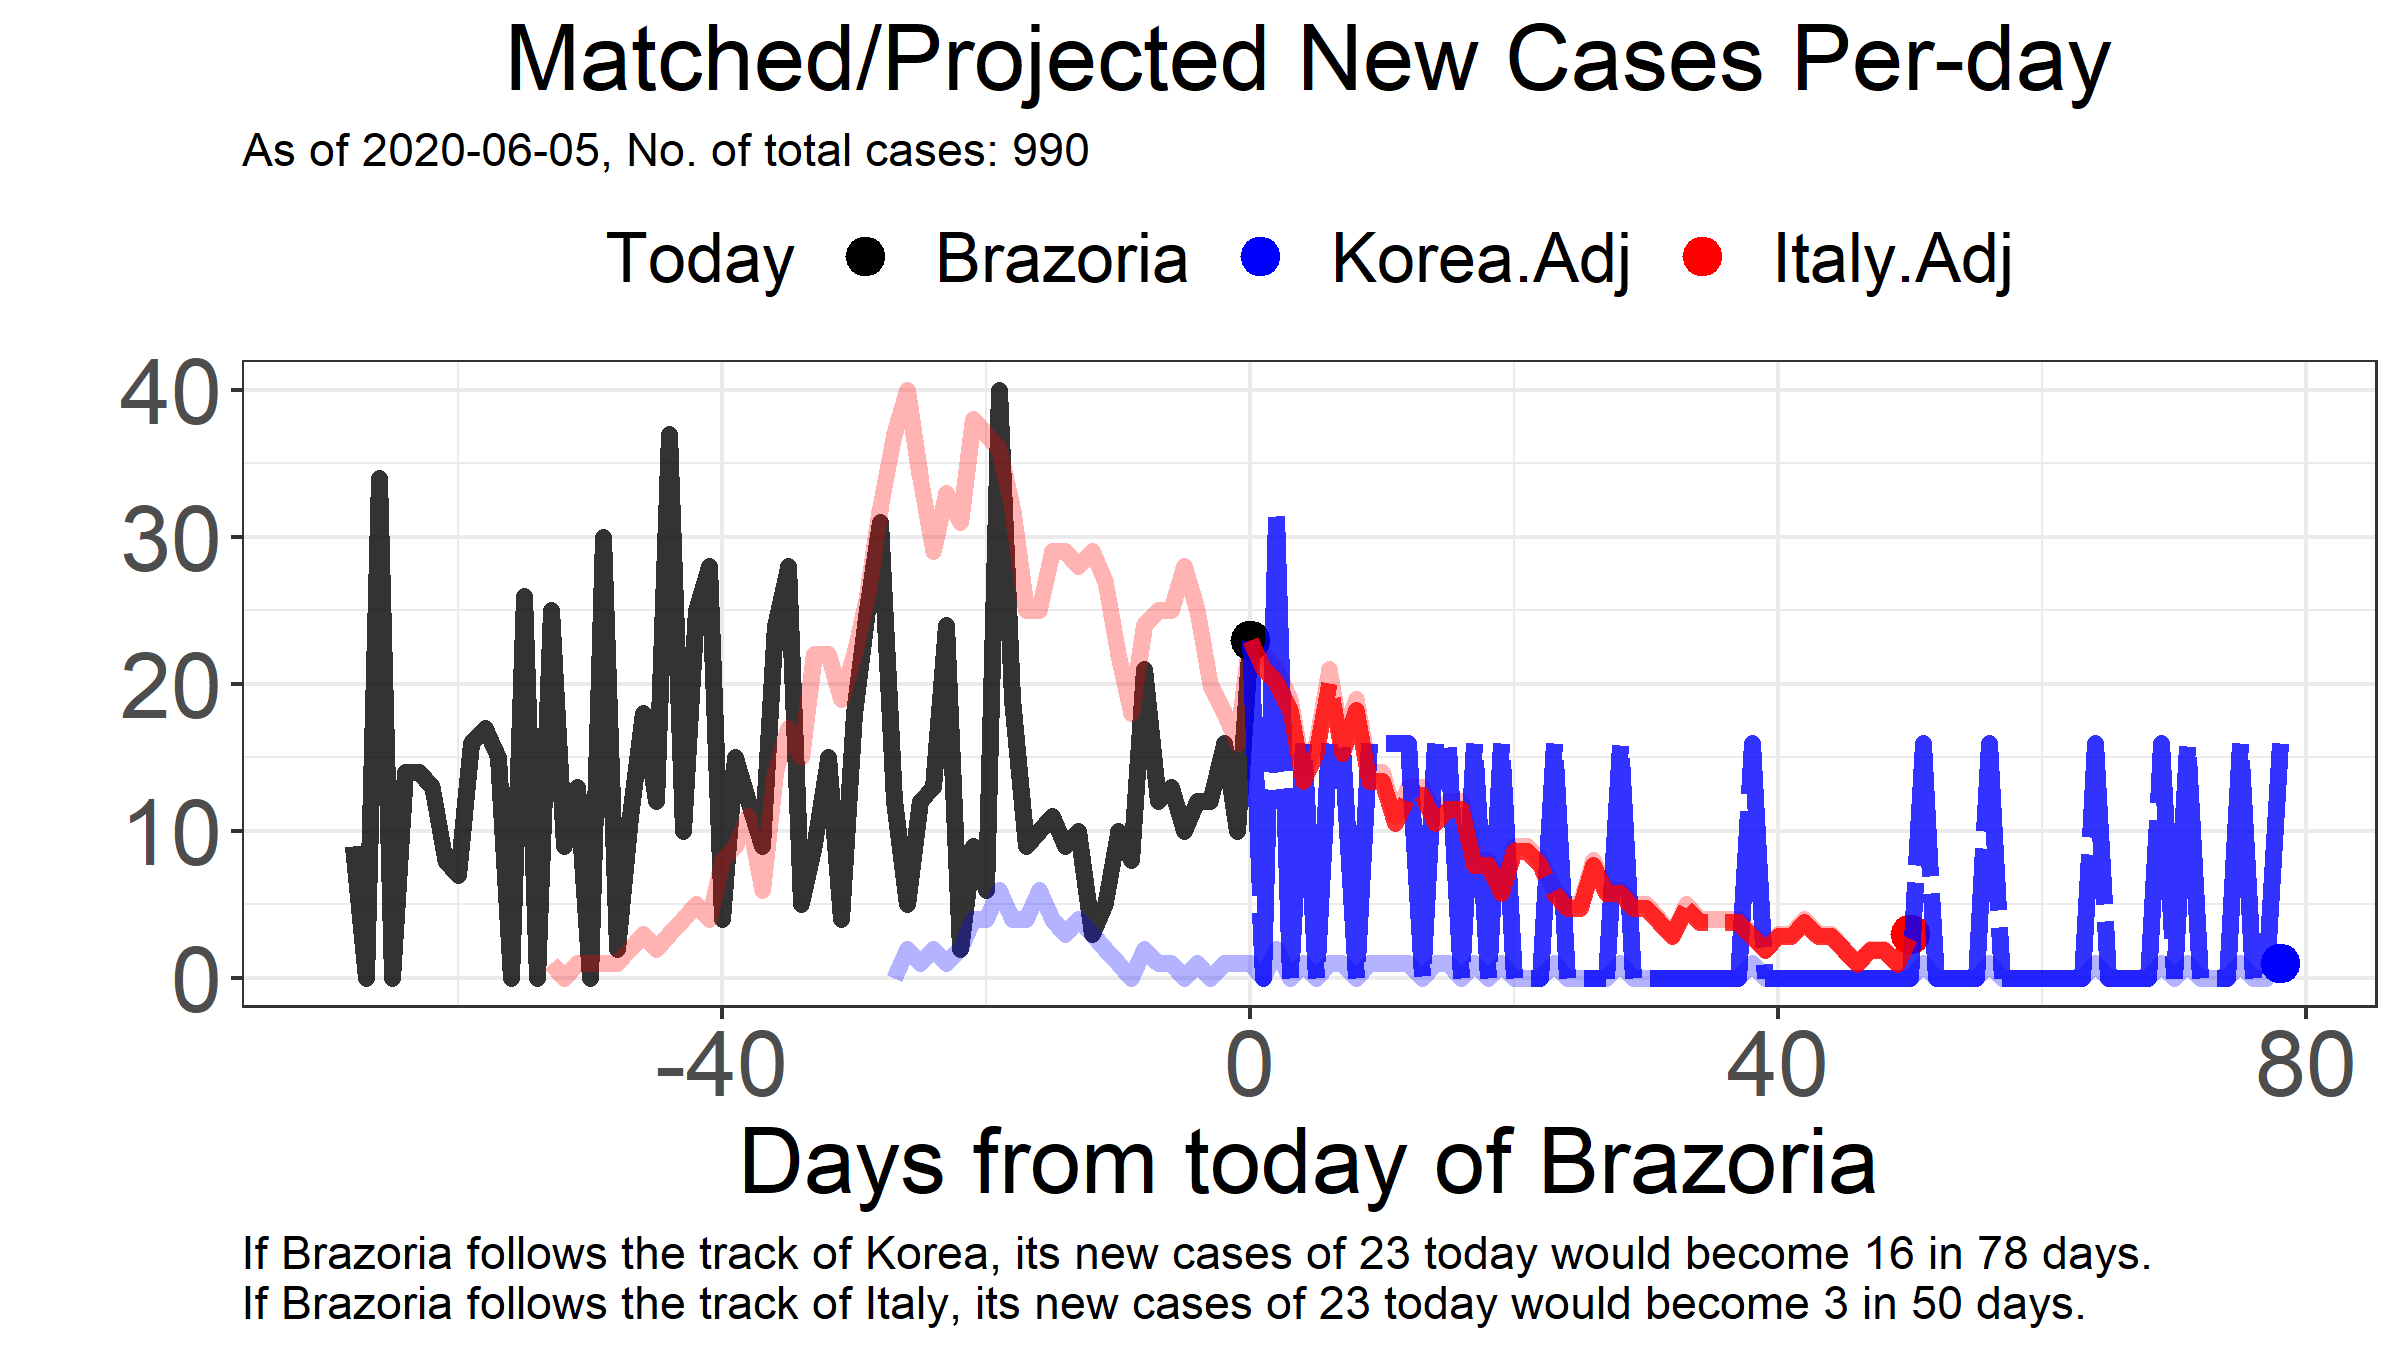 Matched/Projected New Cases Per-day
As of 2020-06-05, No. of total cases: 990
Today Brazoria Korea.Adj Italy.Adj
40
30
20
10
0
-40 0 40 80
Days from today of Brazoria
If Brazoria follows the track of Korea, its new cases of 23 today would become 16 in 78 days.
If Brazoria follows the track of Italy, its new cases of 23 today would become 3 in 50 days.